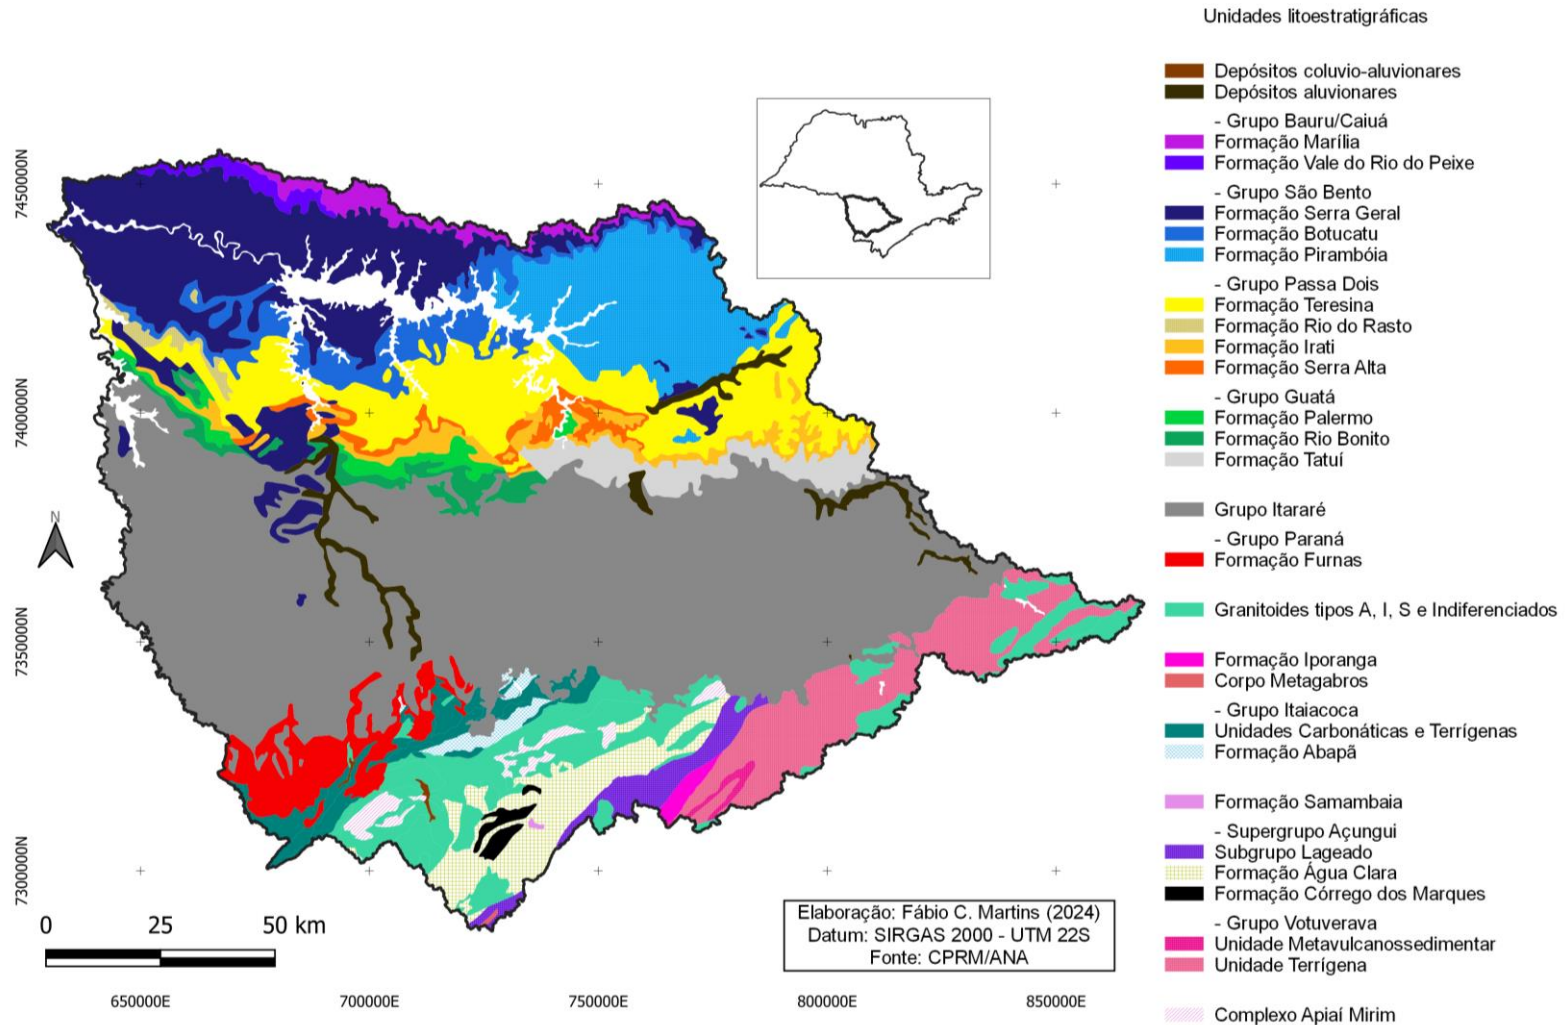 Unidades litoestratigráficas
Depósitos coluvio-aluvionares
Depósitos aluvionares
- Grupo Bauru/Caiuá
Formação Marília
Formação Vale do Rio do Peixe
- Grupo São Bento
Formação Serra Geral
Formação Botucatu
Formação Pirambóia
- Grupo Passa Dois
Formação Teresina
Formação Rio do Rasto
Formação Irati
Formação Serra Alta
- Grupo Guatá
Formação Palermo
Formação Rio Bonito
Formação Tatuí
Grupo Itararé
- Grupo Paraná
Formação Furnas
Granitoides tipos A, I, S e Indiferenciados
Formação Iporanga
Corpo Metagabros
- Grupo Itaiacoca
Unidades Carbonáticas e Terrígenas
Formação Abapã
Formação Samambaia
- Supergrupo Açungui
Subgrupo Lageado
Formação Água Clara
Formação Córrego dos Marques
- Grupo Votuverava
Unidade Metavulcanossedimentar
Unidade Terrígena
Complexo Apiaí Mirim
7450000N
7400000N
7350000N
7300000N
N
0 25 50 km
Elaboração: Fábio C. Martins (2024)
Datum: SIRGAS 2000 - UTM 22S
Fonte: CPRM/ANA
650000E 700000E 750000E 800000E 850000E